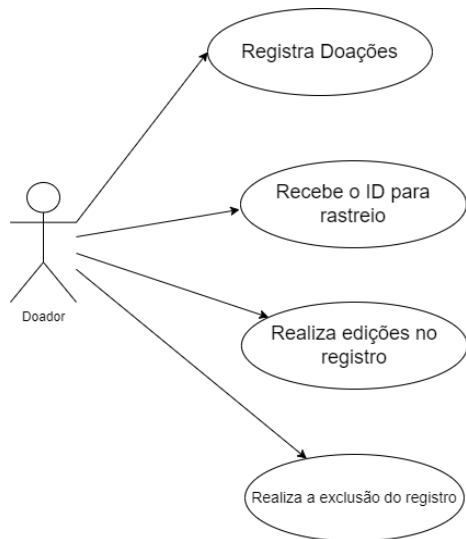 Registra Doações
Recebe o ID para
rastreio
Doador
Realiza edições no
registro
Realiza a exclusão do registro